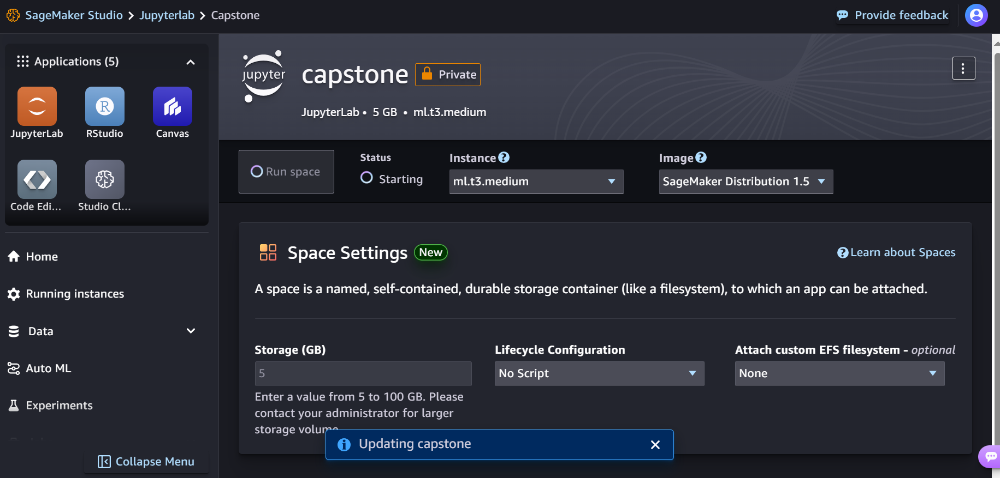 SageMaker Studio > Jupyterlab > Capstone
Provide feedback
Applications (5)
JupyterLab
RStudio
Canvas
Code Edi...
Studio Cl...
Home
Running instances
Data
Auto ML
Experiments
Collapse Menu
jupyter
capstone
Private
JupyterLab • 5 GB • ml.t3.medium
Run space
Status
Starting
Instance
ml.t3.medium
Image
SageMaker Distribution 1.5
Space Settings
New
Learn about Spaces
A space is a named, self-contained, durable storage container (like a filesystem), to which an app can be attached.
Storage (GB)
5
Enter a value from 5 to 100 GB. Please
contact your administrator for larger
storage volume.
Lifecycle Configuration
No Script
Attach custom EFS filesystem - optional
None
Updating capstone